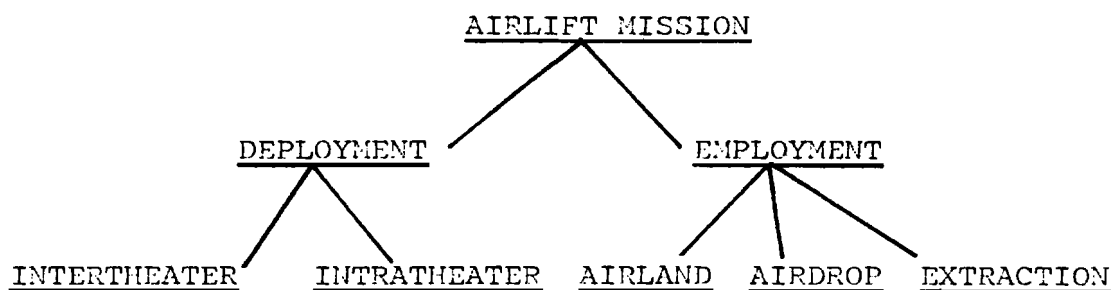 AIRLIFT MISSION
DEPLOYMENT EMPLOYMENT
INTERTHEATER INTRATHEATER AIRLAND AIRDROP EXTRACTION